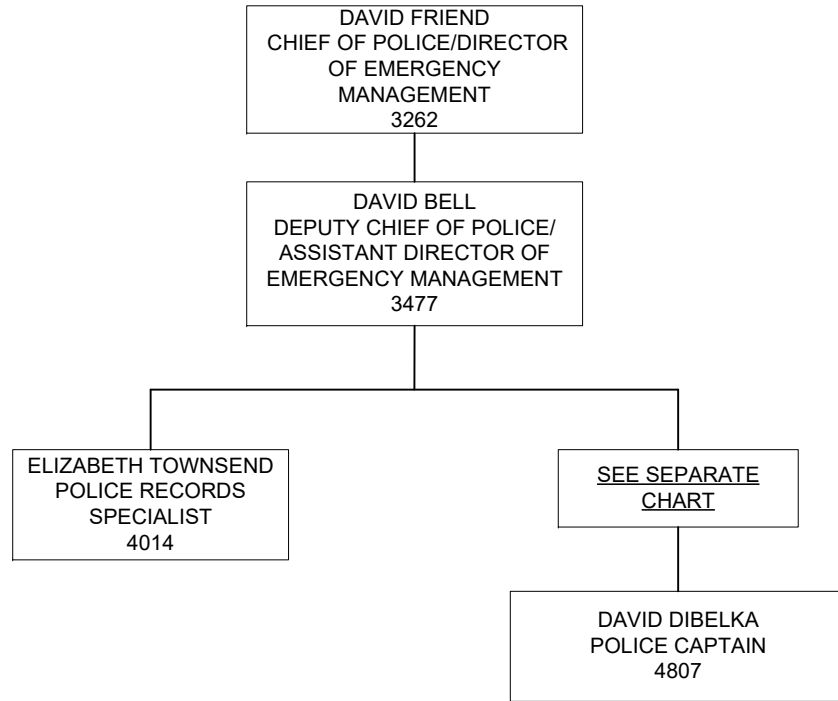 DAVID FRIEND
CHIEF OF POLICE/DIRECTOR
OF EMERGENCY
MANAGEMENT
3262
DAVID BELL
DEPUTY CHIEF OF POLICE/
ASSISTANT DIRECTOR OF
EMERGENCY MANAGEMENT
3477
ELIZABETH TOWNSEND
POLICE RECORDS
SPECIALIST
4014
SEE SEPARATE
CHART
DAVID DIBELKA
POLICE CAPTAIN
4807